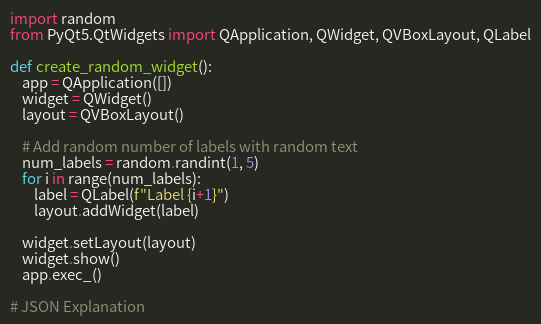 import random
from PyQt5.QtWidgets import QApplication, QWidget, QVBoxLayout, QLabel

def create_random_widget():
    app = QApplication([])
    widget = QWidget()
    layout = QVBoxLayout()

    # Add random number of labels with random text
    num_labels = random.randint(1, 5)
    for i in range(num_labels):
        label = QLabel(f"Label {i+1}")
        layout.addWidget(label)

    widget.setLayout(layout)
    widget.show()
    app.exec_()

# JSON Explanation